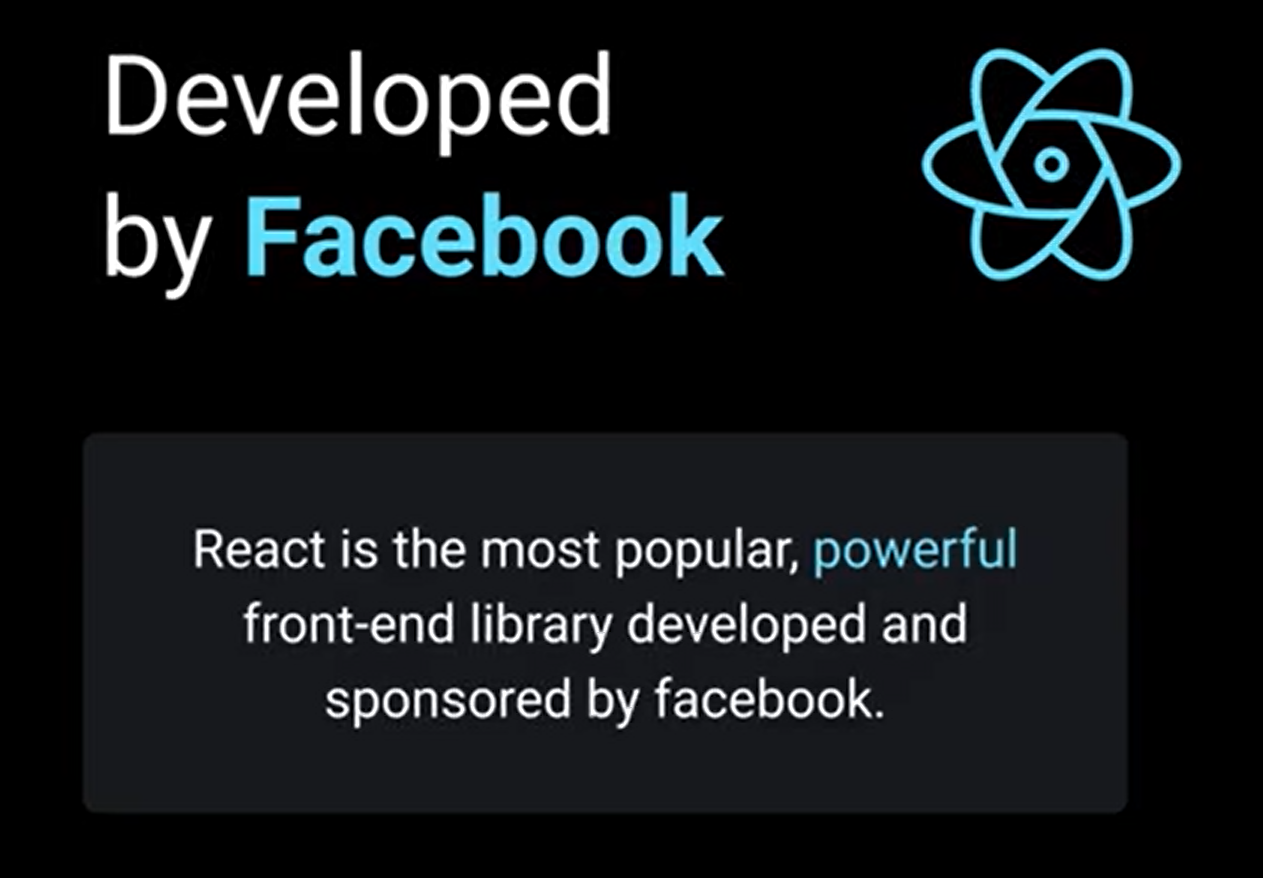 Developed
by Facebook
React is the most popular, powerful
front-end library developed and
sponsored by facebook.